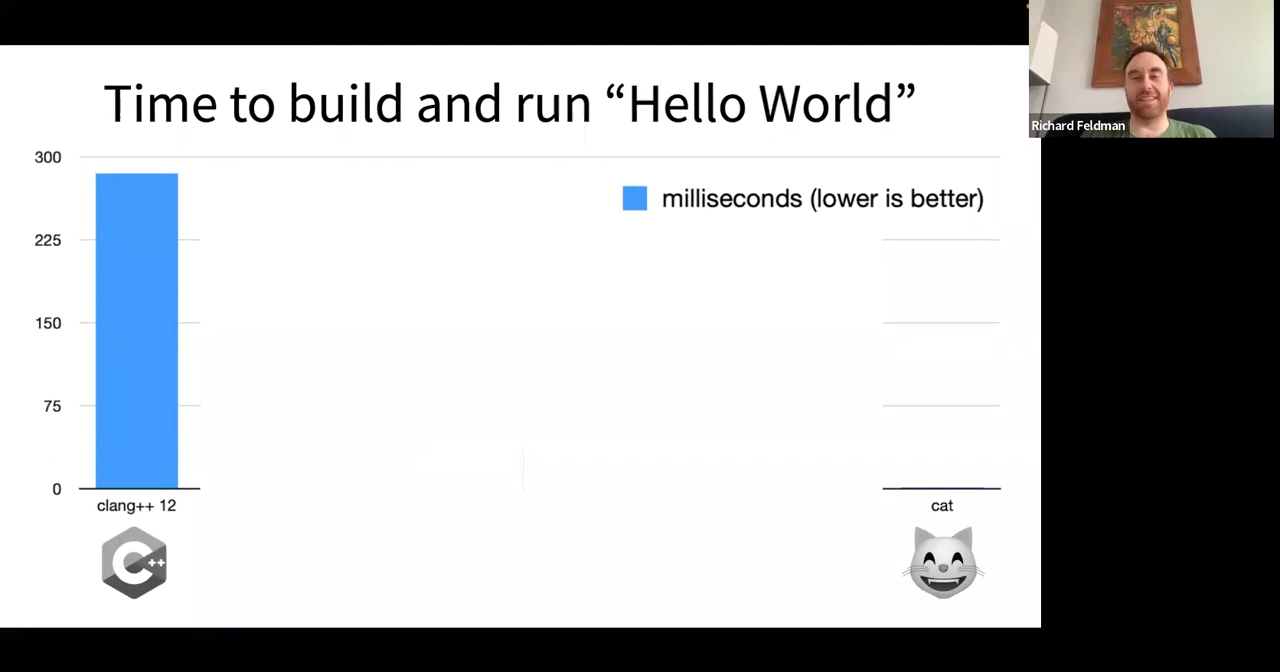 Time to build and run “Hello World”
Richard Feldman
300
milliseconds (lower is better)
225
150
75
0
clang++ 12
cat
C++